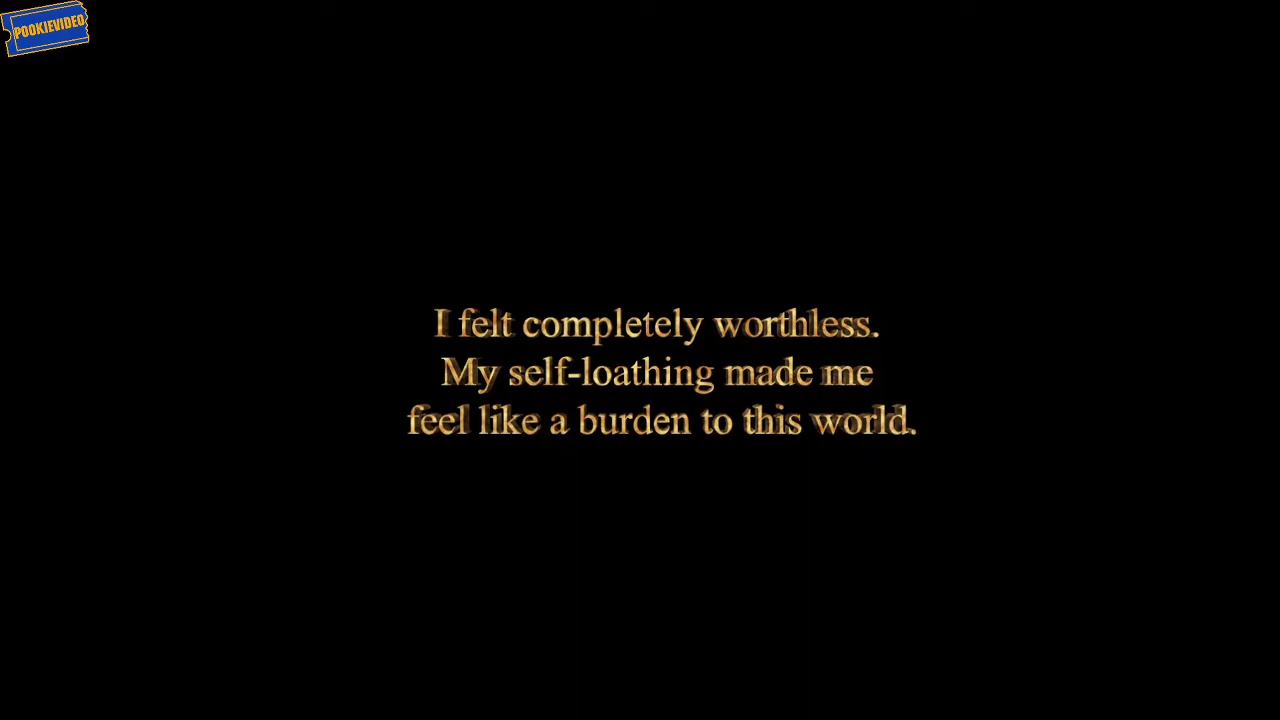 POOKIEVIDEO
I felt completely worthless.
My self-loathing made me
feel like a burden to this world.